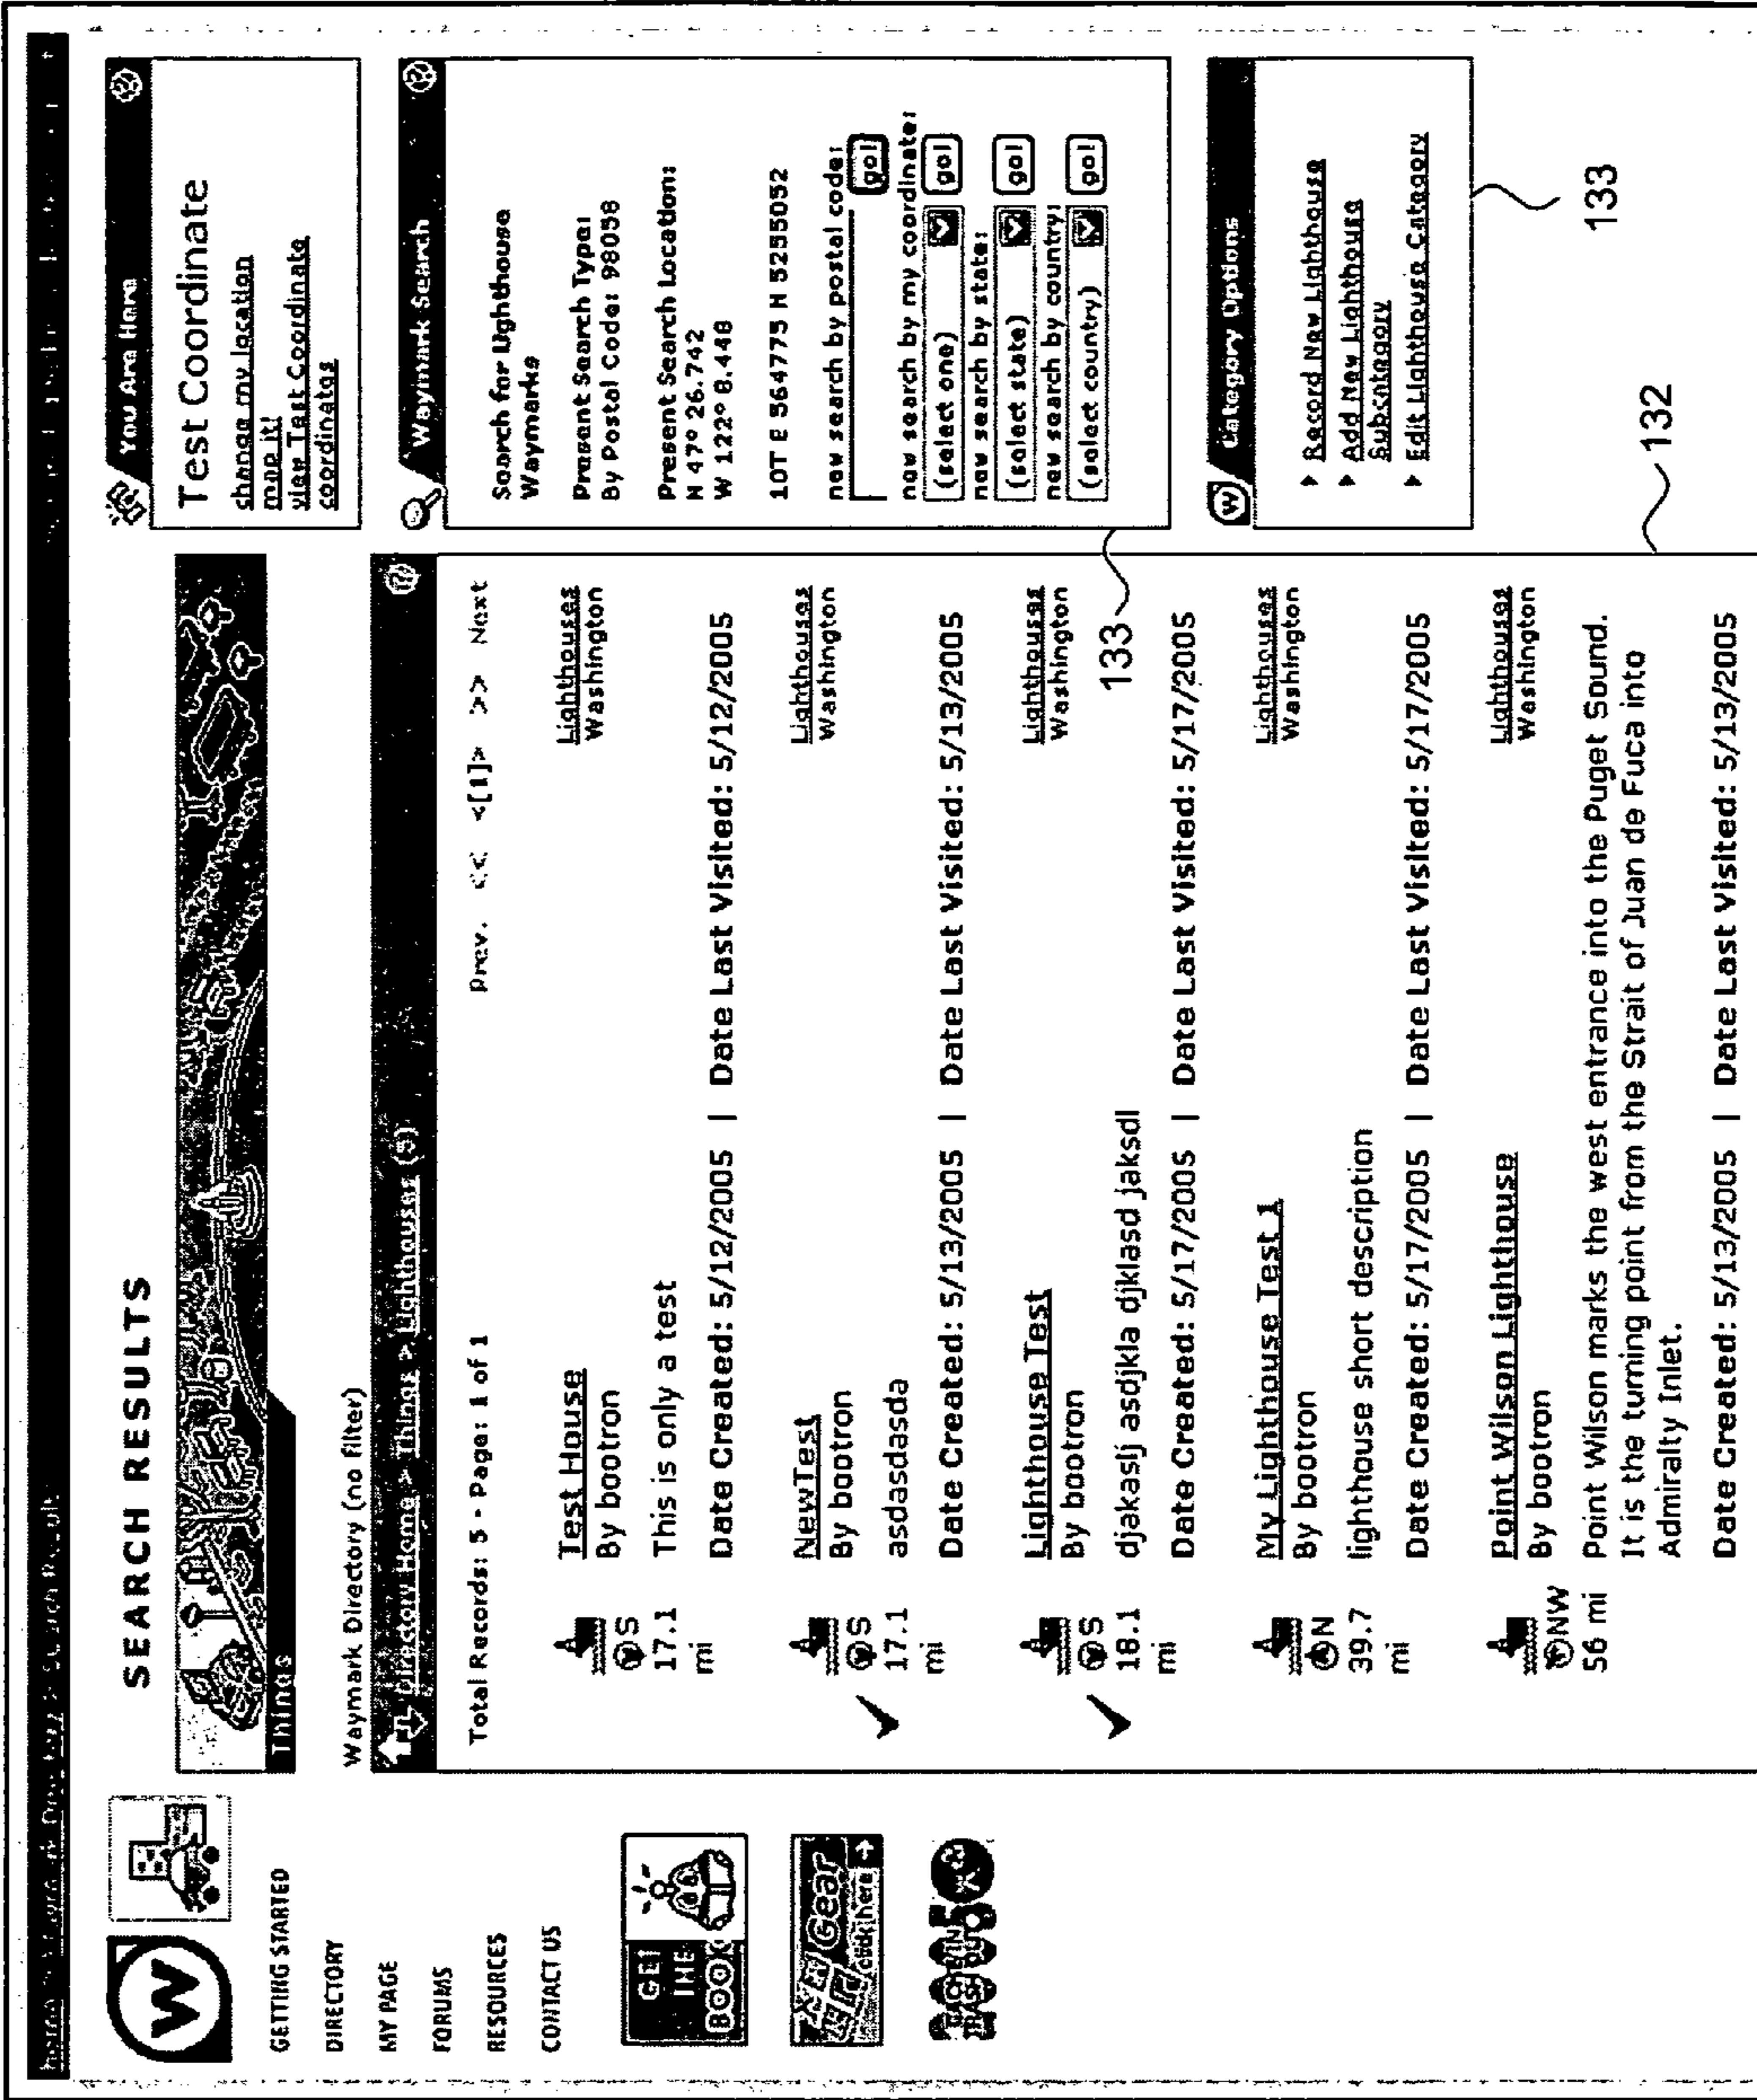 SEARCH RESULTS
GETTING STARTED
DIRECTORY
MY PAGE
FORUMS
RESOURCES
CONTACT US
GET
THE
BOOK
Gear
click here
TRASH OUT
Things
Waymark Directory (no filter)
Directory Home > Things > Lighthouses (5)
Total Records: 5 - Page: 1 of 1
Prev. << <[1]> >> Next
Test House
By bootron
Lighthouses
Washington
S
17.1
mi
This is only a test
Date Created: 5/12/2005 | Date Last Visited: 5/12/2005
NewTest
By bootron
Lighthouses
Washington
S
17.1
mi
asdasdasda
Date Created: 5/13/2005 | Date Last Visited: 5/13/2005
Lighthouse Test
By bootron
Lighthouses
Washington
S
18.1
mi
djakaslj asdjkla djklasd jaksdl
Date Created: 5/17/2005 | Date Last Visited: 5/17/2005
My Lighthouse Test 1
By bootron
Lighthouses
Washington
N
39.7
mi
lighthouse short description
Date Created: 5/17/2005 | Date Last Visited: 5/17/2005
Point Wilson Lighthouse
By bootron
Lighthouses
Washington
NW
56 mi
Point Wilson marks the west entrance into the Puget Sound.
It is the turning point from the Strait of Juan de Fuca into
Admiralty Inlet.
Date Created: 5/13/2005 | Date Last Visited: 5/13/2005
You Are Here
Test Coordinate
change my location
map it!
view Test Coordinate
coordinates
Waymark Search
Search for Lighthouse
Waymarks
Present Search Type:
By Postal Code: 98058
Present Search Location:
N 47° 26.742
W 122° 8.448
10T E 564775 N 5255052
new search by postal code:
go!
new search by my coordinate:
(select one) go!
new search by state:
(select state) go!
new search by country:
(select country) go!
133
Category Options
Record New Lighthouse
Add New Lighthouse
Subcategory
Edit Lighthouse Category
133
132